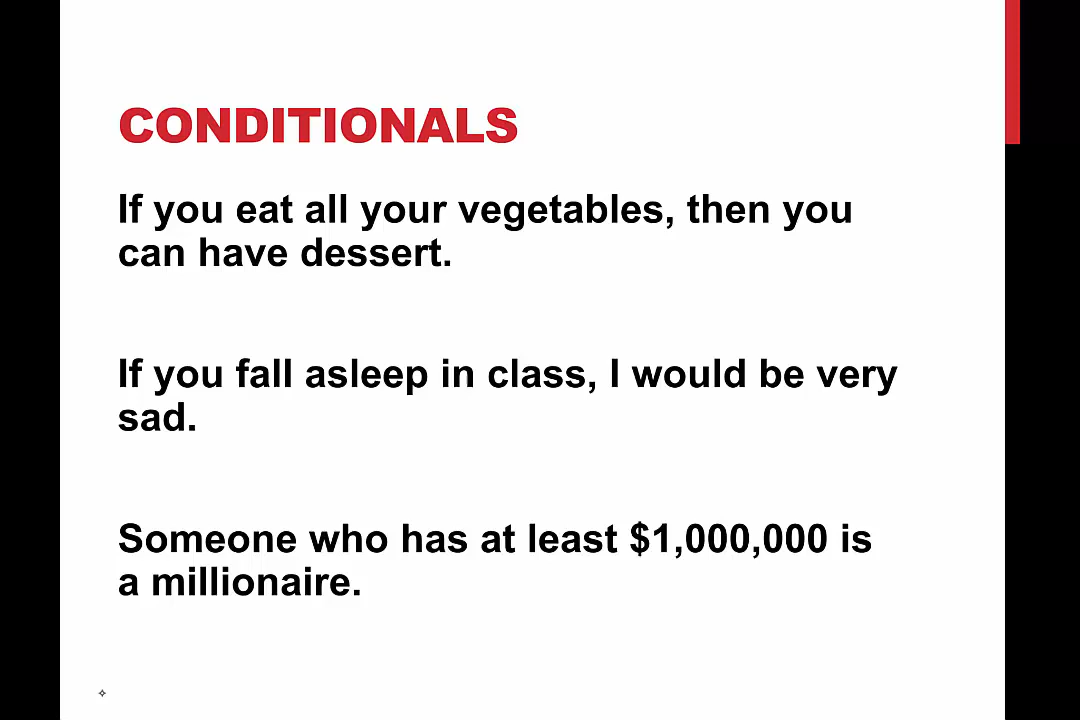 CONDITIONALS
If you eat all your vegetables, then you
can have dessert.
If you fall asleep in class, I would be very
sad.
Someone who has at least $1,000,000 is
a millionaire.